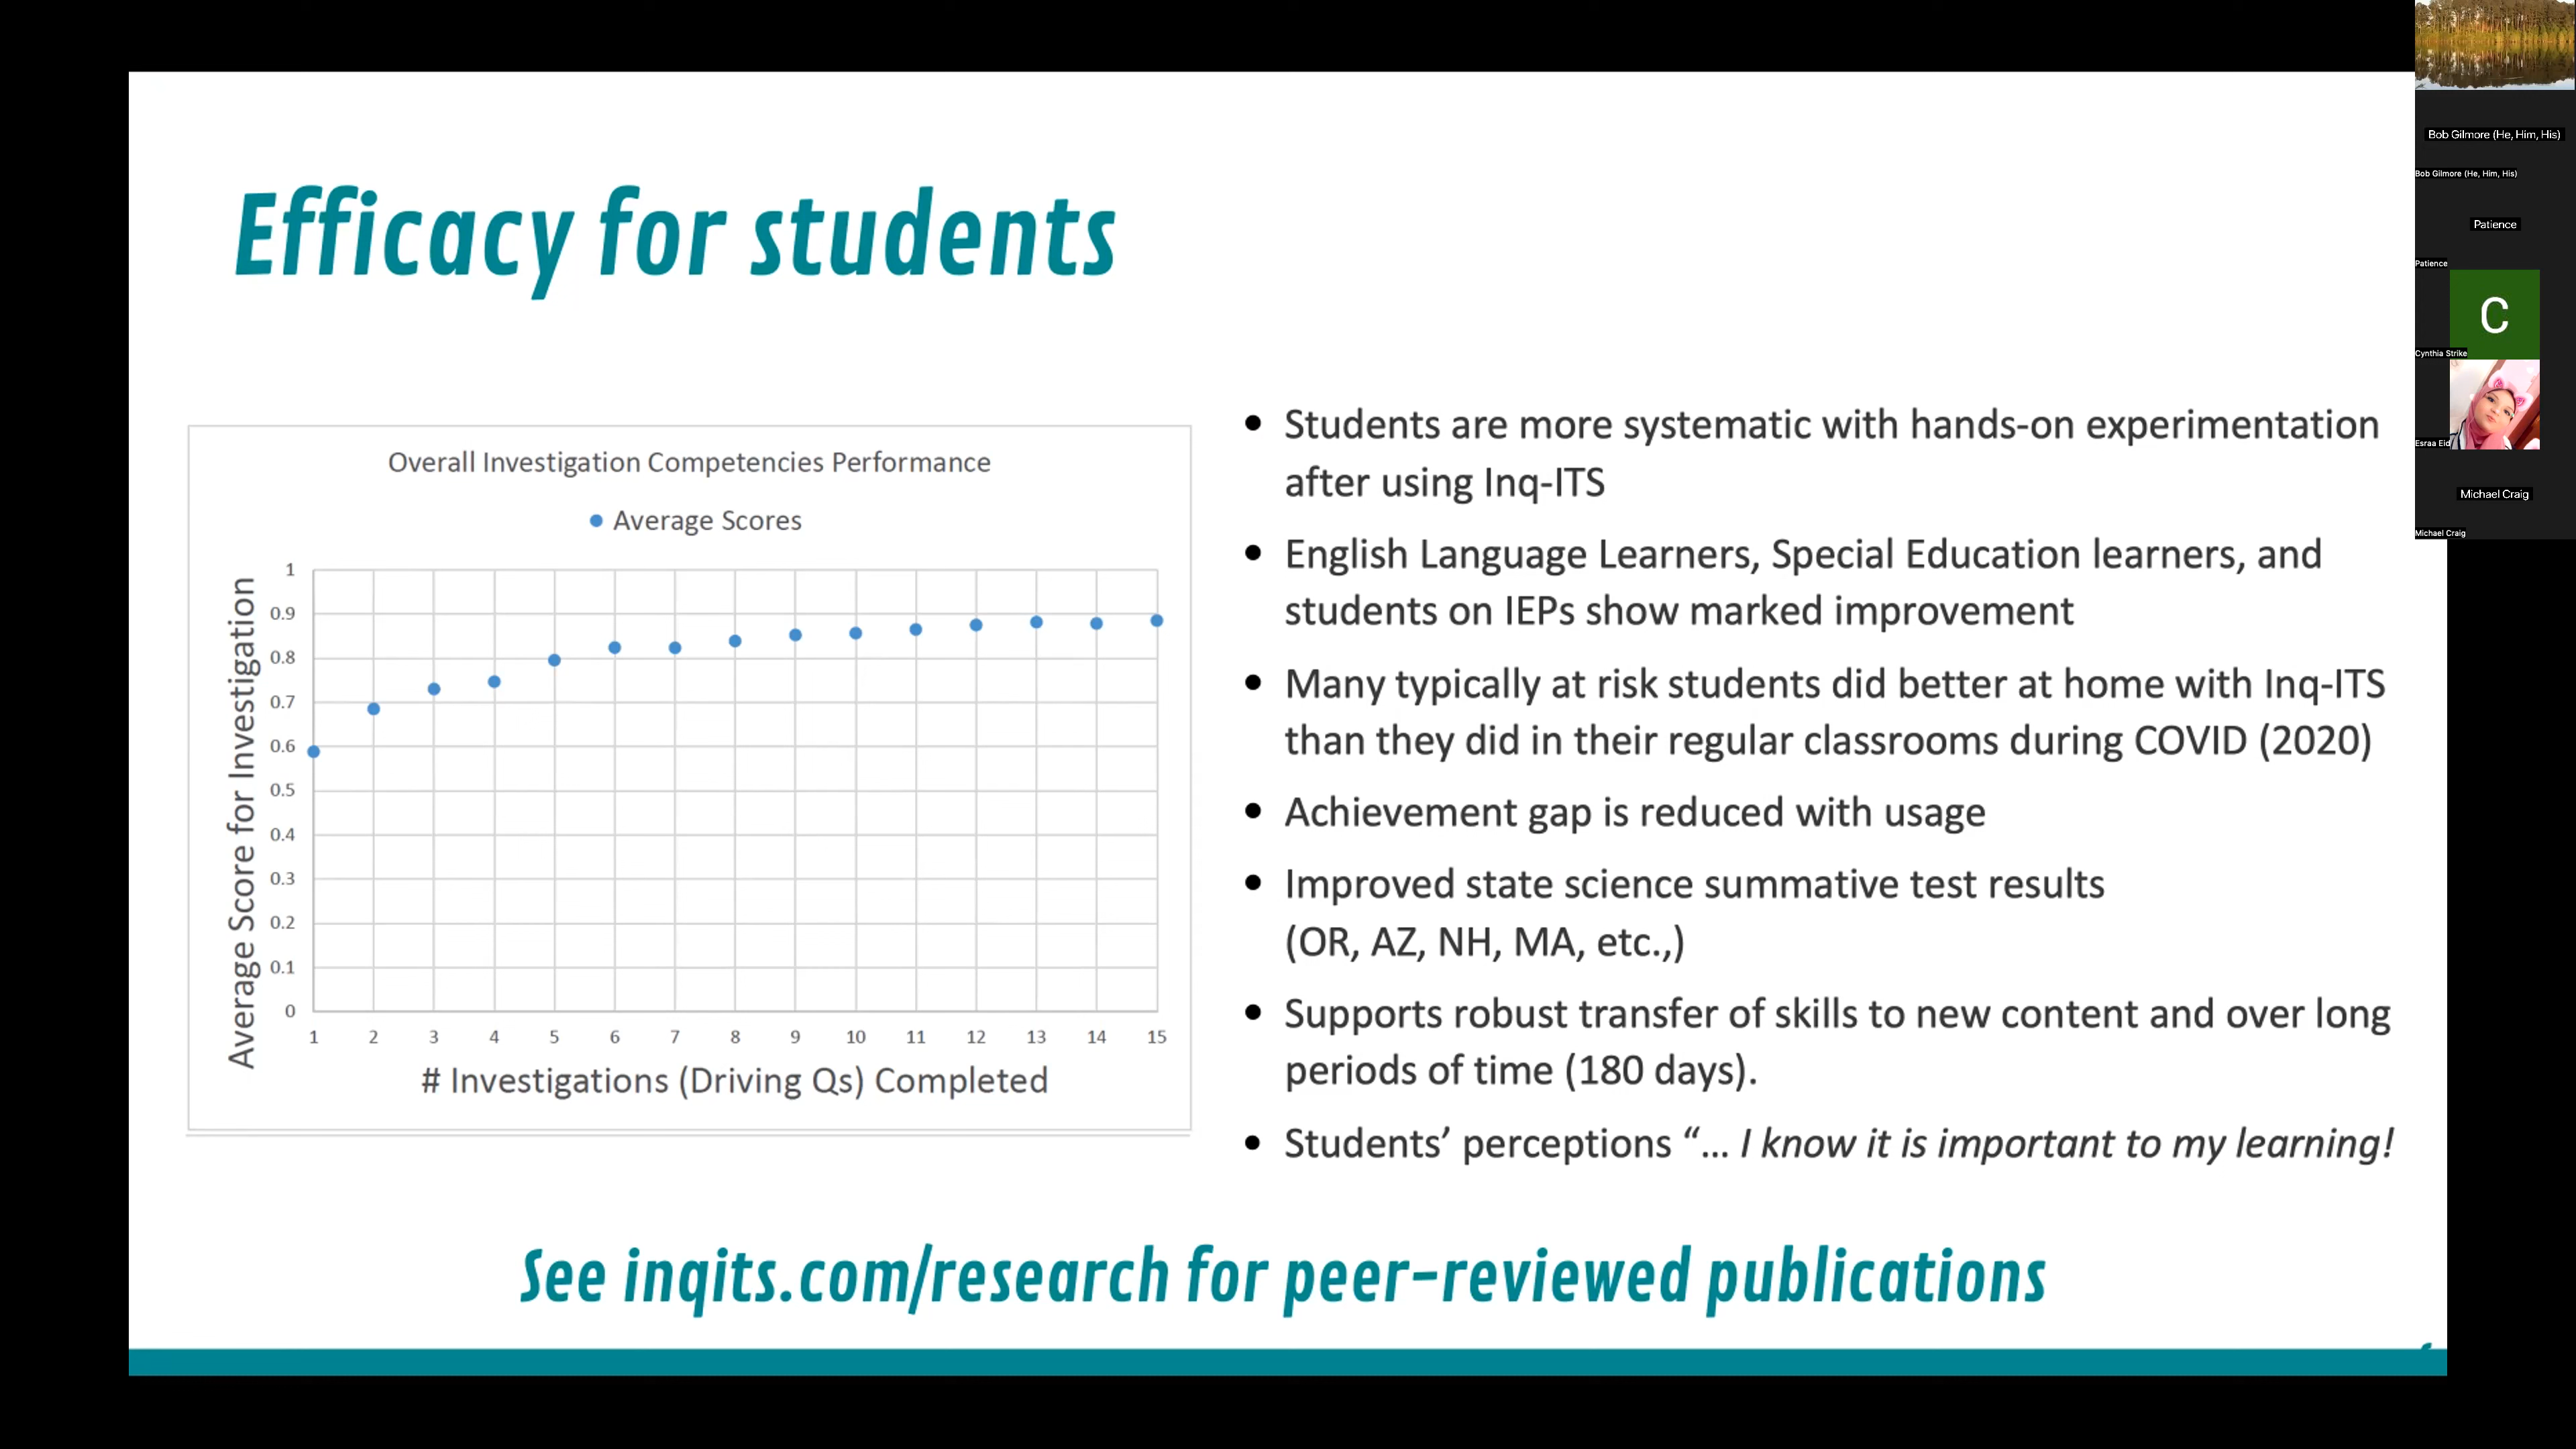 Efficacy for students
Overall Investigation Competencies Performance
Average Scores
Average Score for Investigation
1
0.9
0.8
0.7
0.6
0.5
0.4
0.3
0.2
0.1
0
1 2 3 4 5 6 7 8 9 10 11 12 13 14 15
# Investigations (Driving Qs) Completed
• Students are more systematic with hands-on experimentation
after using Inq-ITS
• English Language Learners, Special Education learners, and
students on IEPs show marked improvement
• Many typically at risk students did better at home with Inq-ITS
than they did in their regular classrooms during COVID (2020)
• Achievement gap is reduced with usage
• Improved state science summative test results
(OR, AZ, NH, MA, etc.,)
• Supports robust transfer of skills to new content and over long
periods of time (180 days).
• Students’ perceptions “... I know it is important to my learning!
See inqits.com/research for peer-reviewed publications
Bob Gilmore (He, Him, His)
Bob Gilmore (He, Him, His)
Patience
Patience
C
Cynthia Strike
Esraa Eid
Michael Craig
Michael Craig